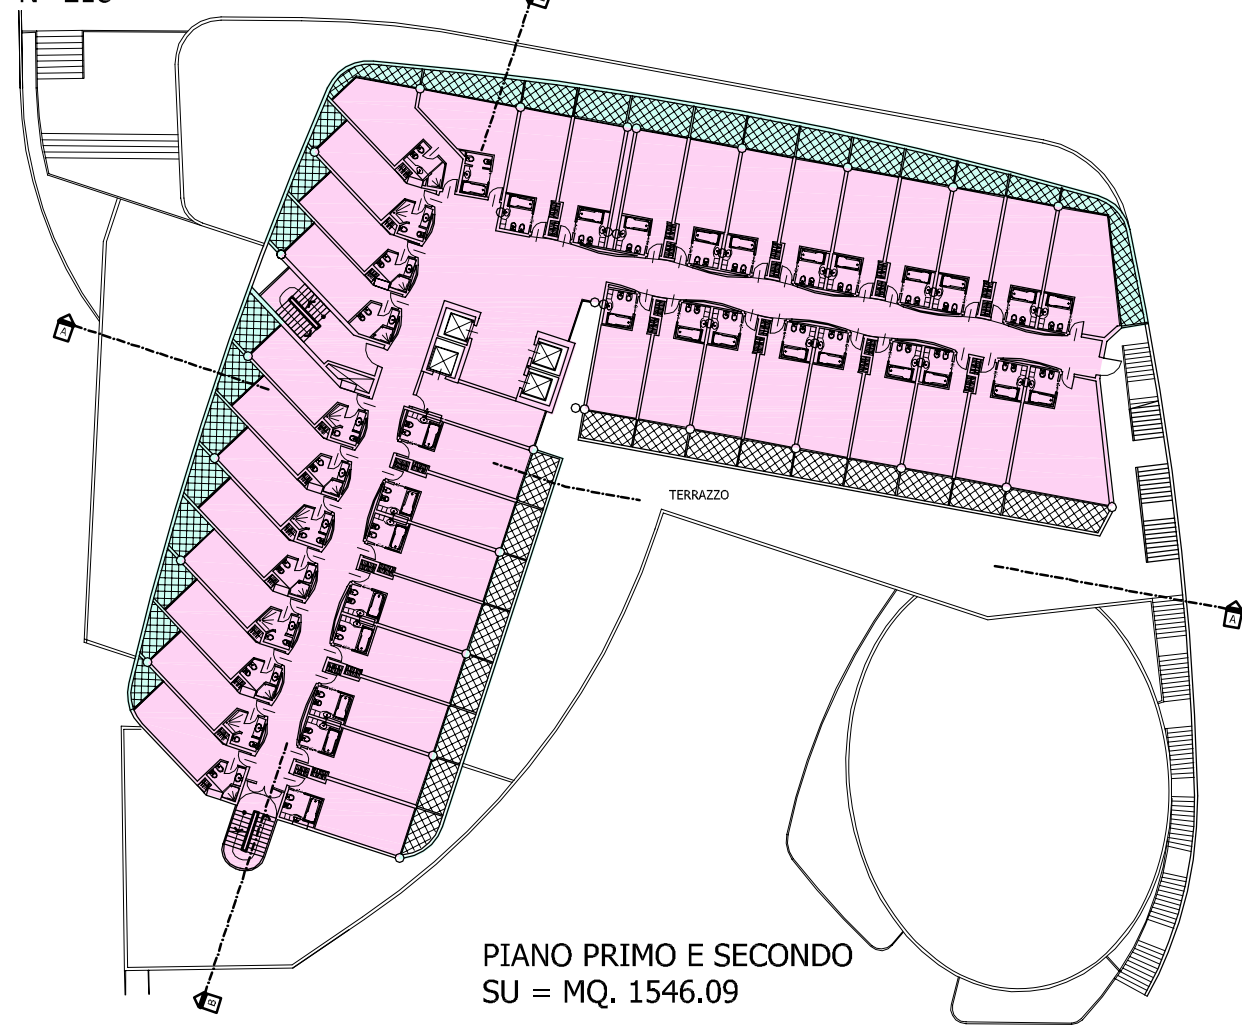 TERRAZZO
A
A
B
PIANO PRIMO E SECONDO
SU = MQ. 1546.09